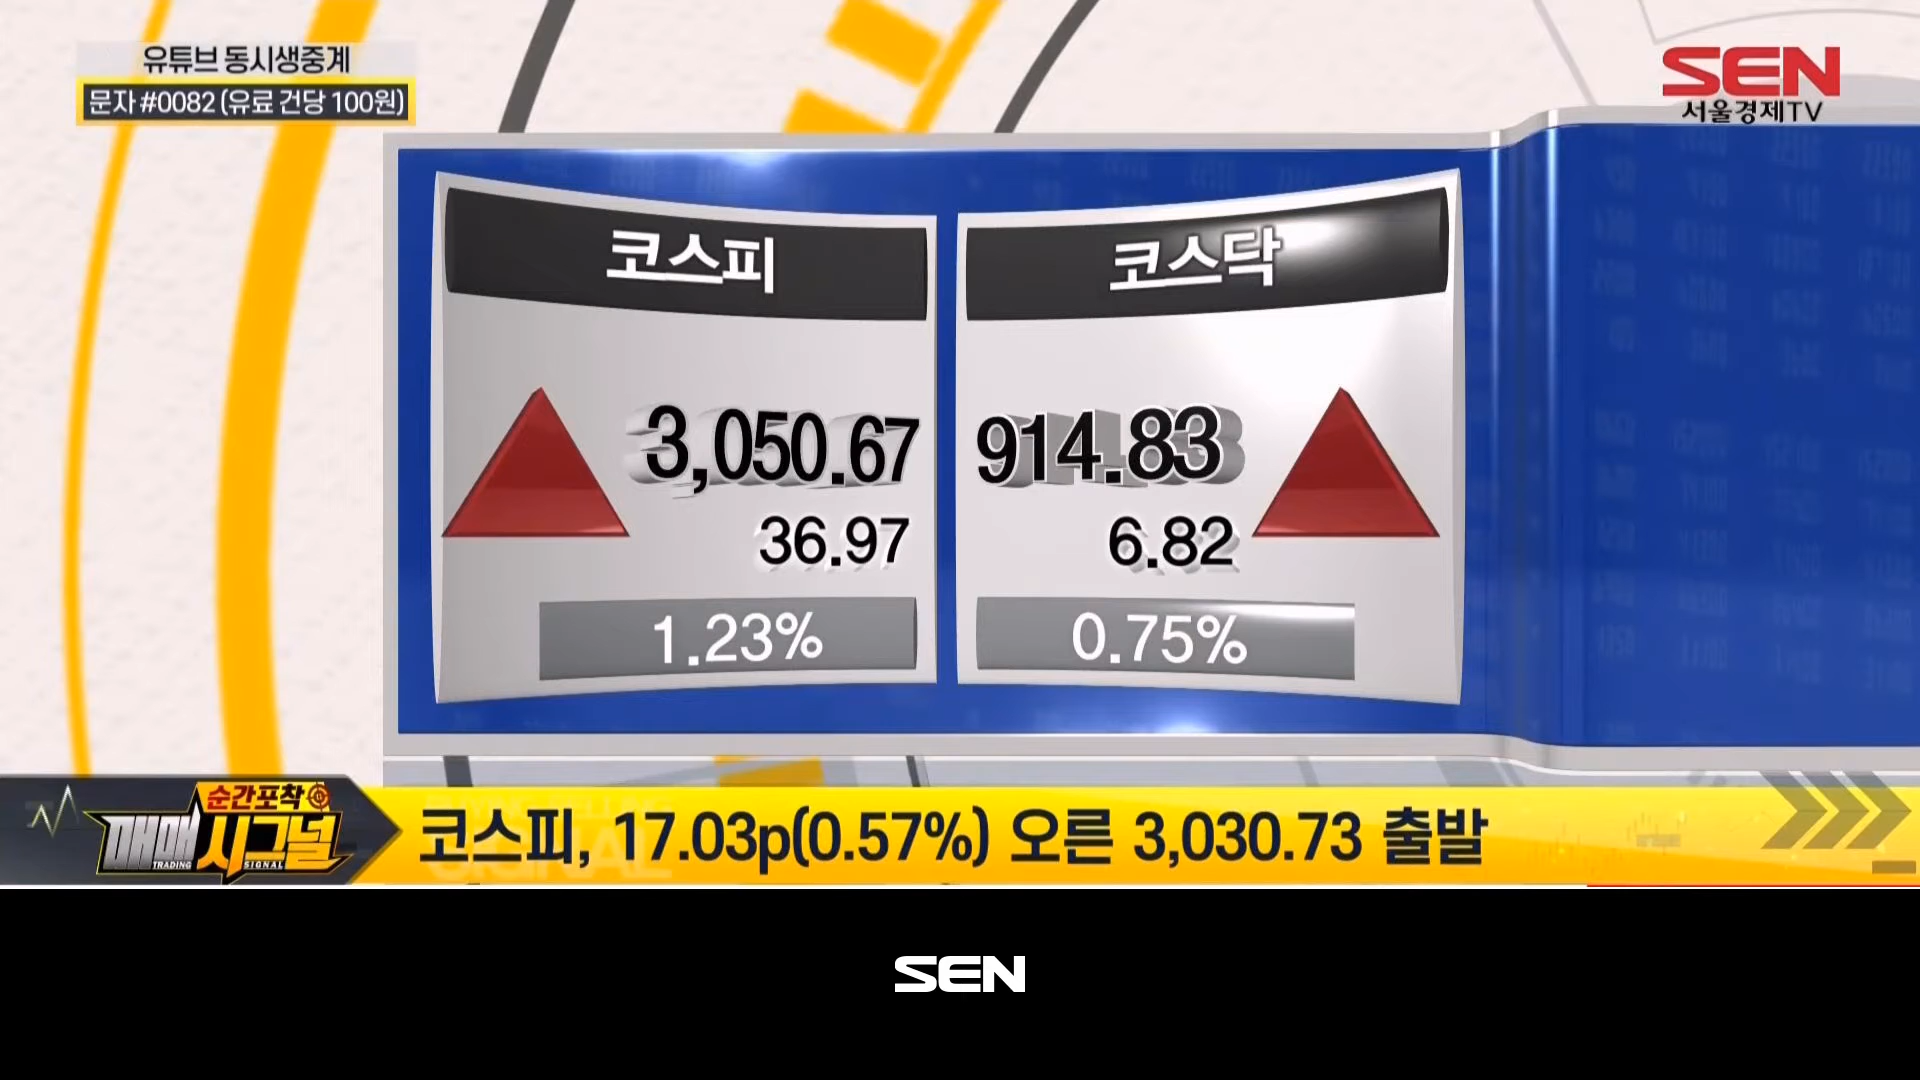 유튜브 동시생중계
문자 #0082 (유료 건당 100원)
SEN
서울경제TV
코스피
3,050.67
36.97
1.23%
코스닥
914.83
6.82
0.75%
순간포착
매매 시그널
TRADING SIGNAL
코스피, 17.03p(0.57%) 오른 3,030.73 출발
SEN